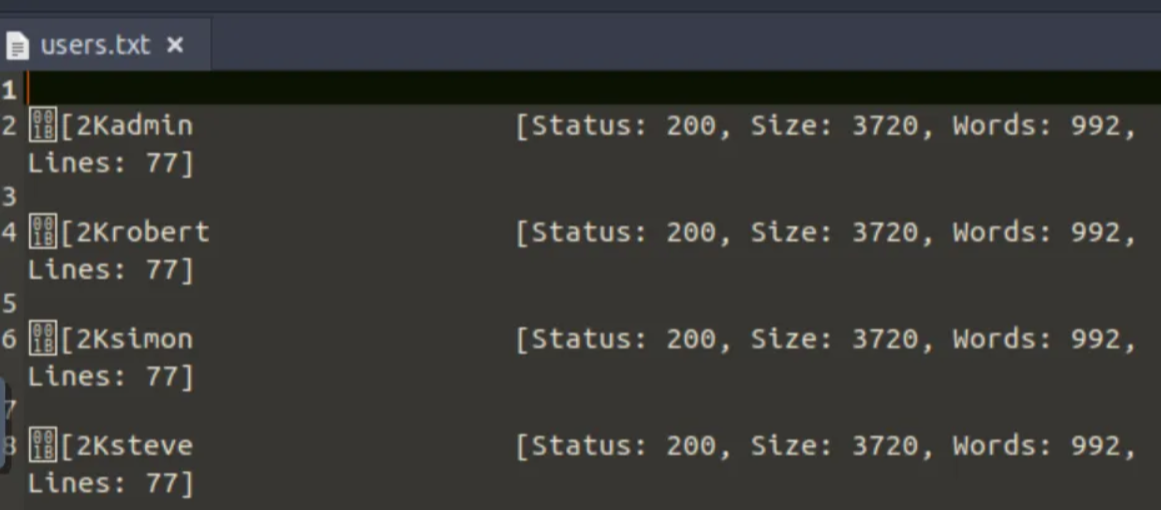 users.txt ×
1
2 [2Kadmin [Status: 200, Size: 3720, Words: 992,
Lines: 77]
3
4 [2Krobert [Status: 200, Size: 3720, Words: 992,
Lines: 77]
5
6 [2Ksimon [Status: 200, Size: 3720, Words: 992,
Lines: 77]
7
8 [2Ksteve [Status: 200, Size: 3720, Words: 992,
Lines: 77]